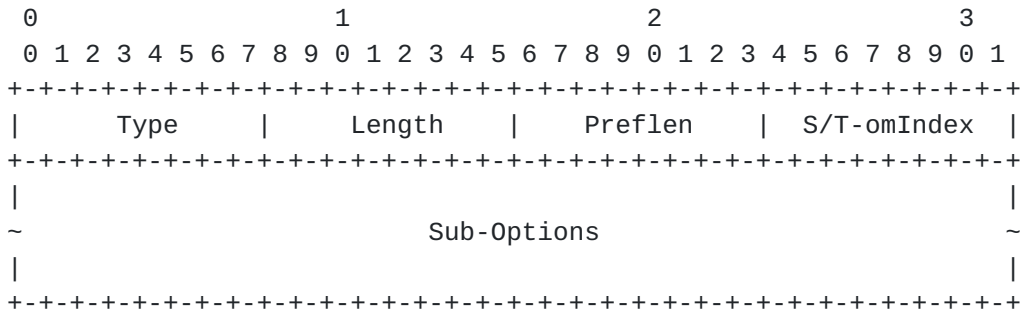 0                   1                   2                   3
 0 1 2 3 4 5 6 7 8 9 0 1 2 3 4 5 6 7 8 9 0 1 2 3 4 5 6 7 8 9 0 1
+-+-+-+-+-+-+-+-+-+-+-+-+-+-+-+-+-+-+-+-+-+-+-+-+-+-+-+-+-+-+-+-+
|      Type     |     Length    |    Preflen    |  S/T-omIndex  |
+-+-+-+-+-+-+-+-+-+-+-+-+-+-+-+-+-+-+-+-+-+-+-+-+-+-+-+-+-+-+-+-+
|                                                               |
~                          Sub-Options                          ~
|                                                               |
+-+-+-+-+-+-+-+-+-+-+-+-+-+-+-+-+-+-+-+-+-+-+-+-+-+-+-+-+-+-+-+-+